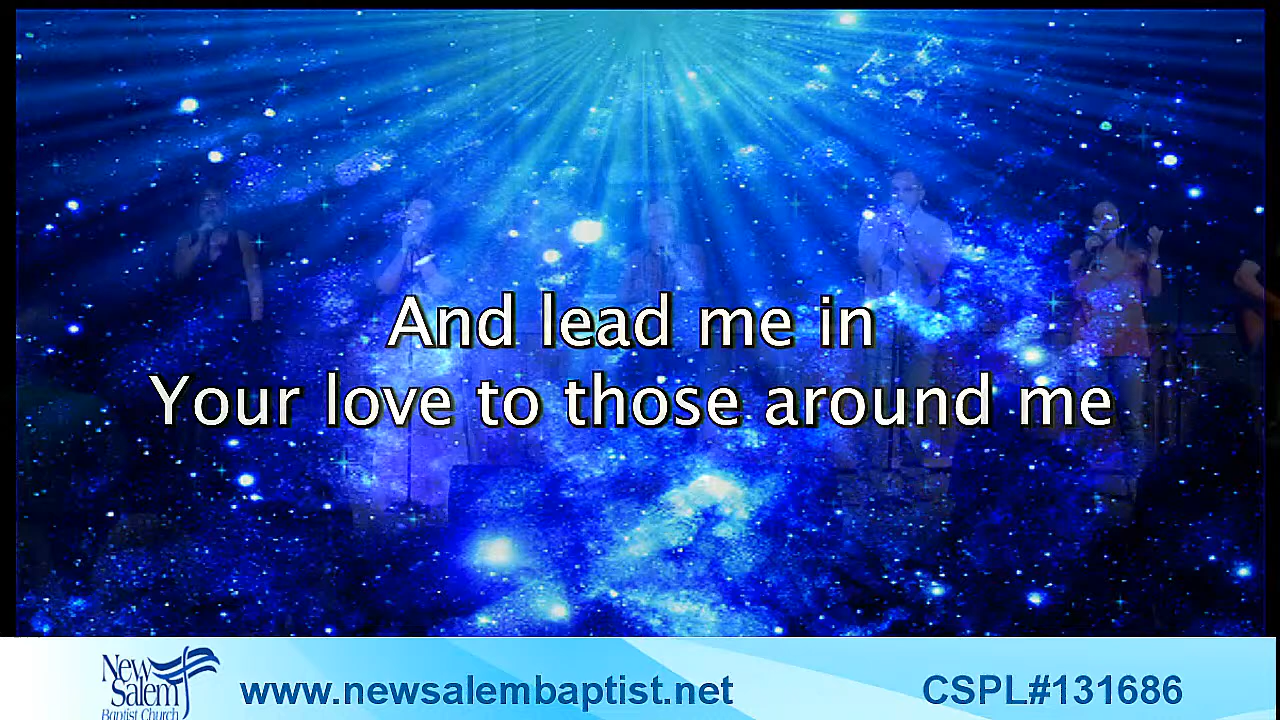 And lead me in
Your love to those around me
New
Salem
Baptist Church
www.newsalembaptist.net
CSPL#131686